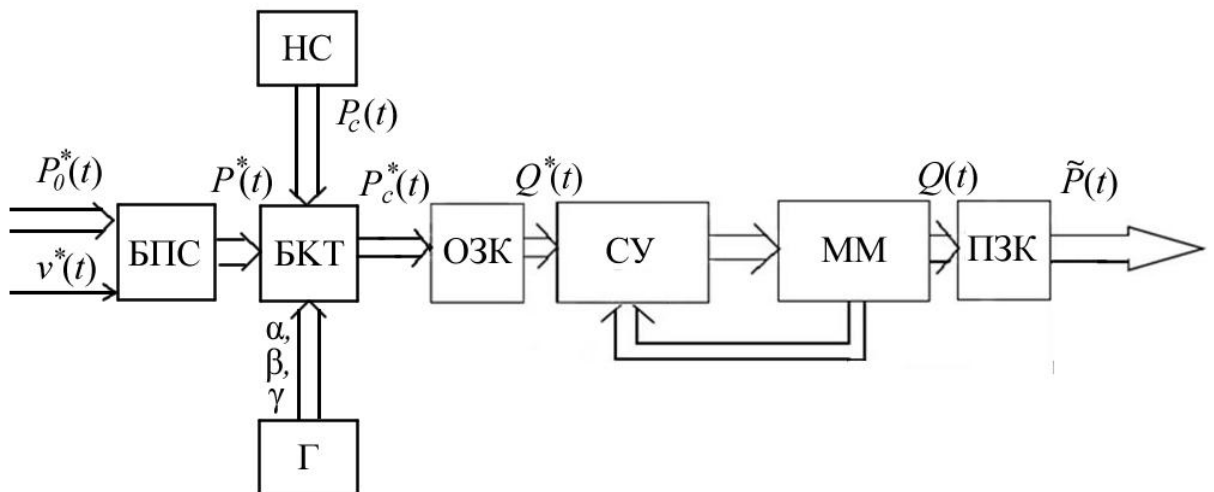 НС
P_c(t)
P_0^*(t)
P^*(t)
P_c^*(t)
Q^*(t)
Q(t)
P̃(t)
v^*(t)
БПС
БКТ
ОЗК
СУ
ММ
ПЗК
α,
β,
γ
Г